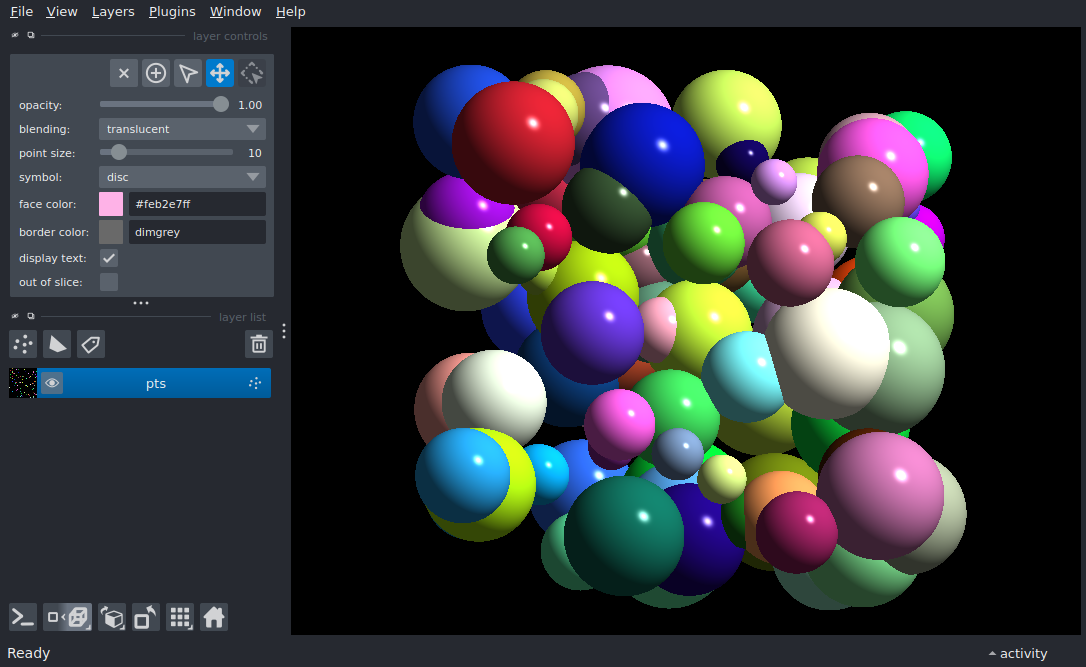 File View Layers Plugins Window Help
layer controls
opacity: 1.00
blending: translucent
point size: 10
symbol: disc
face color: #feb2e7ff
border color: dimgrey
display text:
out of slice:
layer list
pts
Ready
activity